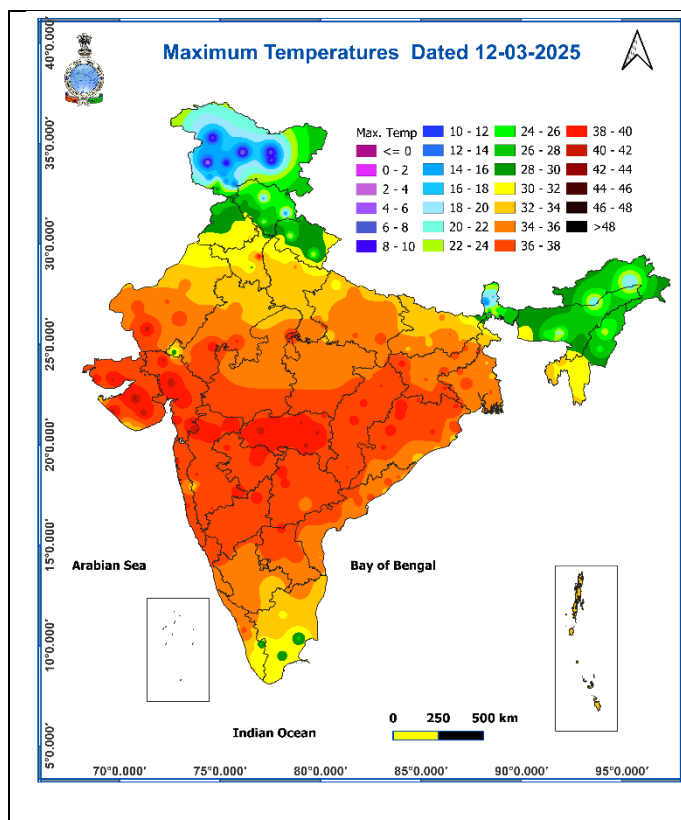 Maximum Temperatures Dated 12-03-2025
Max. Temp
<= 0
0 - 2
2 - 4
4 - 6
6 - 8
8 - 10
10 - 12
12 - 14
14 - 16
16 - 18
18 - 20
20 - 22
22 - 24
24 - 26
26 - 28
28 - 30
30 - 32
32 - 34
34 - 36
36 - 38
38 - 40
40 - 42
42 - 44
44 - 46
46 - 48
>48
Arabian Sea
Bay of Bengal
Indian Ocean
0 250 500 km
40°0.000'
35°0.000'
30°0.000'
25°0.000'
20°0.000'
15°0.000'
10°0.000'
5°0.000'
70°0.000' 75°0.000' 80°0.000' 85°0.000' 90°0.000' 95°0.000'